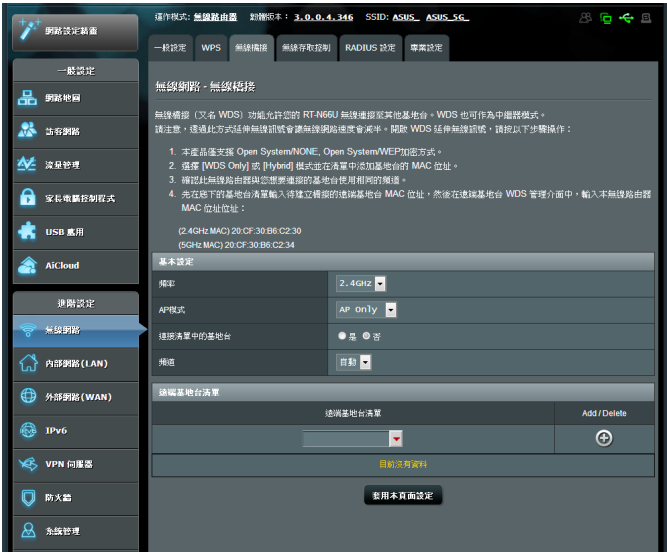 運作模式: 無線路由器 韌體版本: 3.0.0.4.346 SSID: ASUS_ ASUS_5G_
網路設定精靈
一般設定 WPS 無線橋接 無線存取控制 RADIUS 設定 專業設定
一般設定
網路地圖
訪客網路
流量管理
家長電腦控制程式
USB 應用
AiCloud
進階設定
無線網路
內部網路(LAN)
外部網路(WAN)
IPv6
VPN 伺服器
防火牆
系統管理
無線網路 - 無線橋接
無線橋接（又名 WDS）功能允許您的 RT-N66U 無線連接至其他基地台。WDS 也可作為中繼器模式。
請注意，透過此方式延伸無線訊號會讓無線網路速度會減半。開啟 WDS 延伸無線訊號，請按以下步驟操作：
1. 本產品僅支援 Open System/NONE, Open System/WEP加密方式。
2. 選擇 [WDS Only] 或 [Hybrid] 模式並在清單中添加基地台的 MAC 位址。
3. 確認此無線路由器與您想要連接的基地台使用相同的頻道。
4. 先在底下的基地台清單輸入待建立橋接的遠端基地台 MAC 位址，然後在遠端基地台 WDS 管理介面中，輸入本無線路由器
MAC 位址位址：
(2.4GHz MAC) 20:CF:30:B6:C2:30
(5GHz MAC) 20:CF:30:B6:C2:34
基本設定
頻率 2.4GHZ
AP模式 AP Only
連接清單中的基地台 是 否
頻道 自動
遠端基地台清單
遠端基地台清單 Add / Delete
目前沒有資料
套用本頁面設定